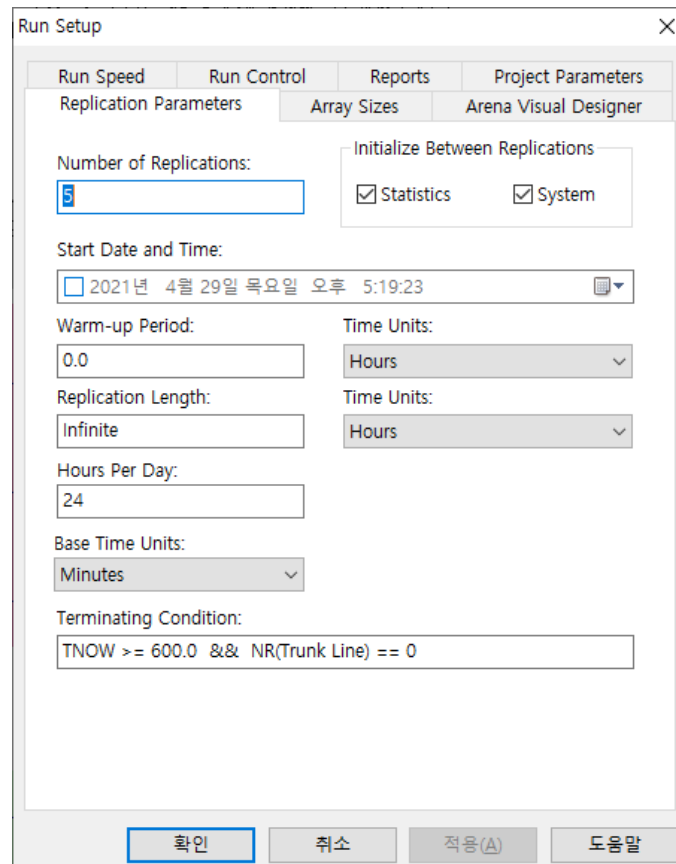 Run Setup
Run Speed Run Control Reports Project Parameters
Replication Parameters Array Sizes Arena Visual Designer
Number of Replications:
5
Initialize Between Replications
Statistics System
Start Date and Time:
2021년 4월 29일 목요일 오후 5:19:23
Warm-up Period: Time Units:
0.0 Hours
Replication Length: Time Units:
Infinite Hours
Hours Per Day:
24
Base Time Units:
Minutes
Terminating Condition:
TNOW >= 600.0 && NR(Trunk Line) == 0
확인 취소 적용(A) 도움말